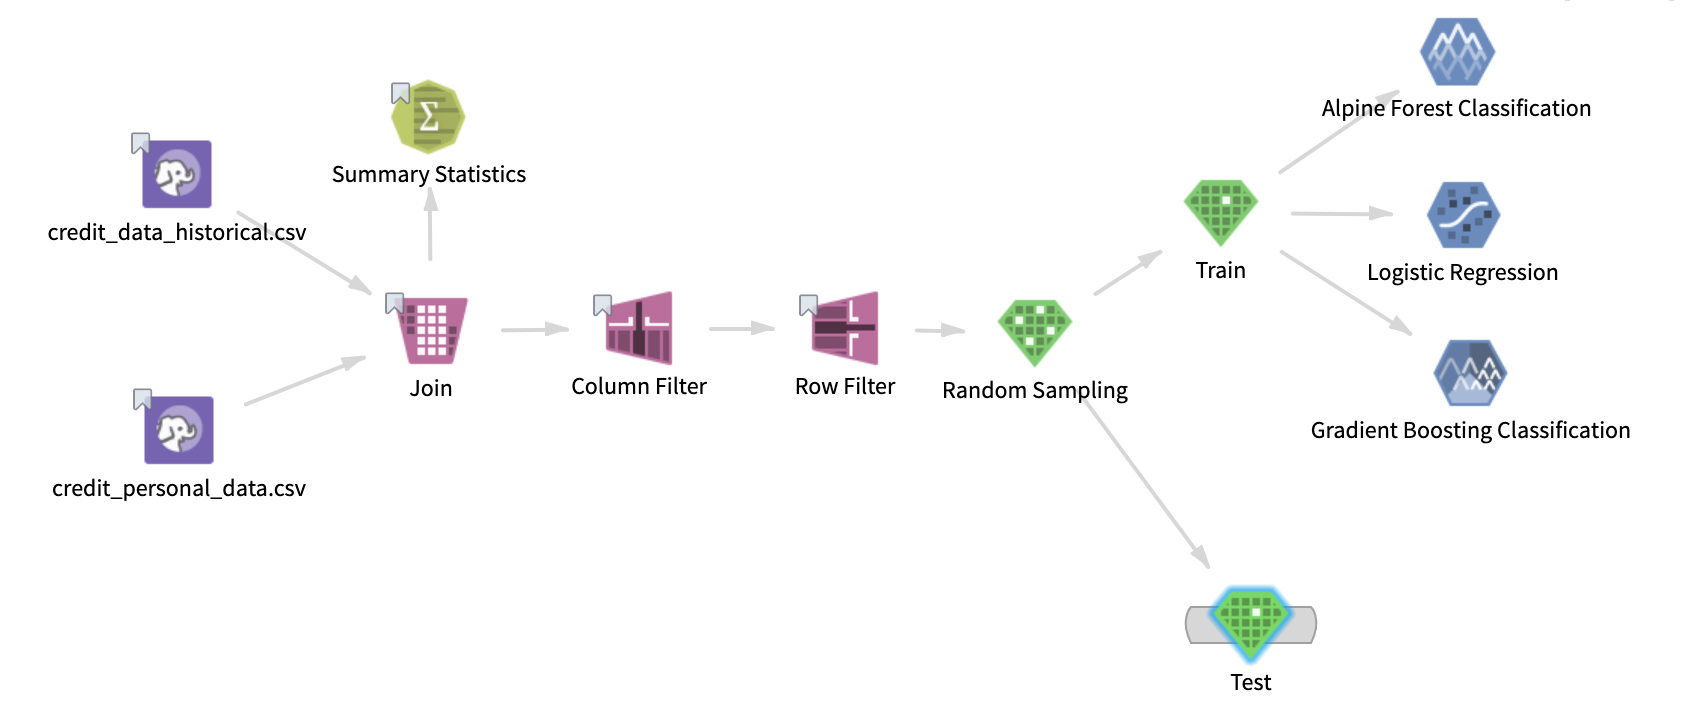 credit_data_historical.csv
Summary Statistics
credit_personal_data.csv
Join
Column Filter
Row Filter
Random Sampling
Train
Test
Alpine Forest Classification
Logistic Regression
Gradient Boosting Classification